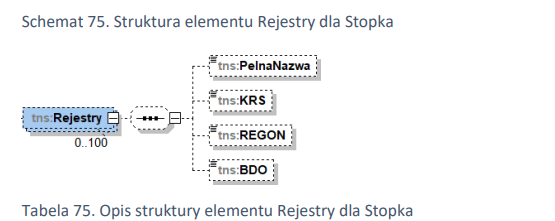 Schemat 75. Struktura elementu Rejestry dla Stopka
tns:PelnaNazwa
tns:KRS
tns:Rejestry
0..100
tns:REGON
tns:BDO
Tabela 75. Opis struktury elementu Rejestry dla Stopka